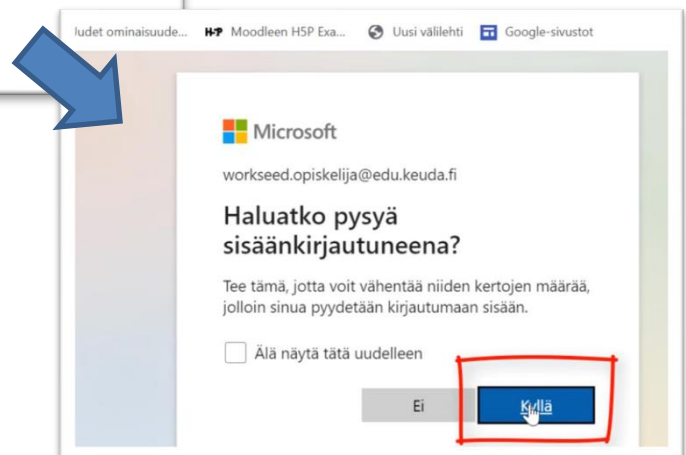 ludet ominaisuude... H-P Moodleen H5P Exa... Uusi välilehti Google-sivustot
Microsoft
workseed.opiskelija@edu.keuda.fi
Haluatko pysyä
sisäänkirjautuneena?
Tee tämä, jotta voit vähentää niiden kertojen määrää,
jolloin sinua pyydetään kirjautumaan sisään.
Älä näytä tätä uudelleen
Ei Kyllä